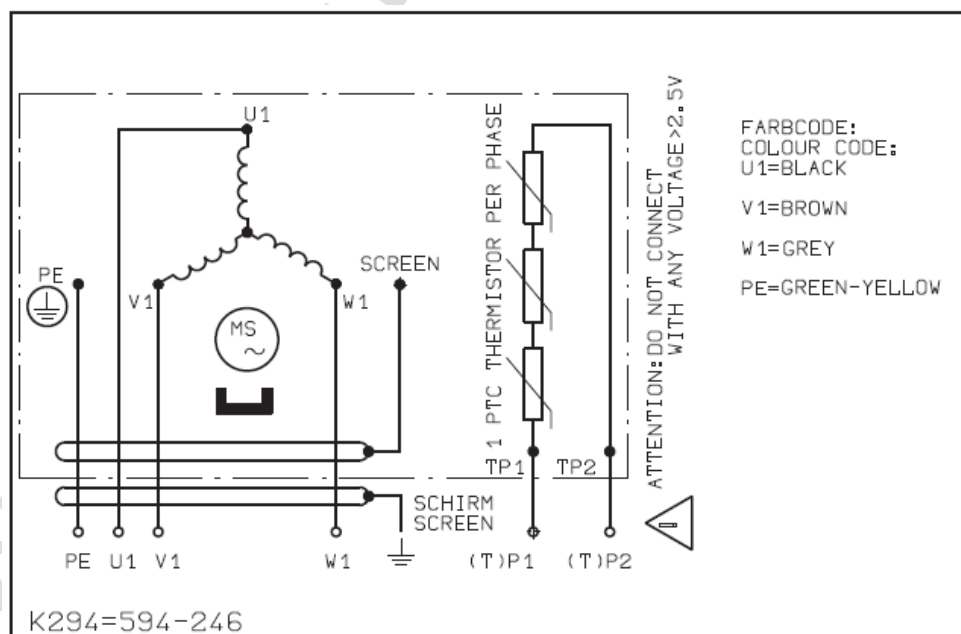 U1
PE
V1
W1
SCREEN
MS
1 PTC THERMISTOR PER PHASE
TP1
TP2
ATTENTION:DO NOT CONNECT
WITH ANY VOLTAGE>2.5V
FARBCODE:
COLOUR CODE:
U1=BLACK
V1=BROWN
W1=GREY
PE=GREEN-YELLOW
SCHIRM
SCREEN
PE U1 V1 W1 (T)P1 (T)P2
K294=594-246